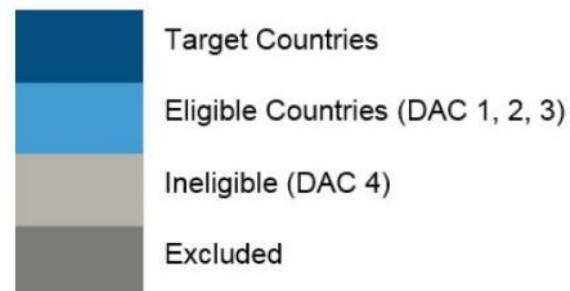 Target Countries
Eligible Countries (DAC 1, 2, 3)
Ineligible (DAC 4)
Excluded